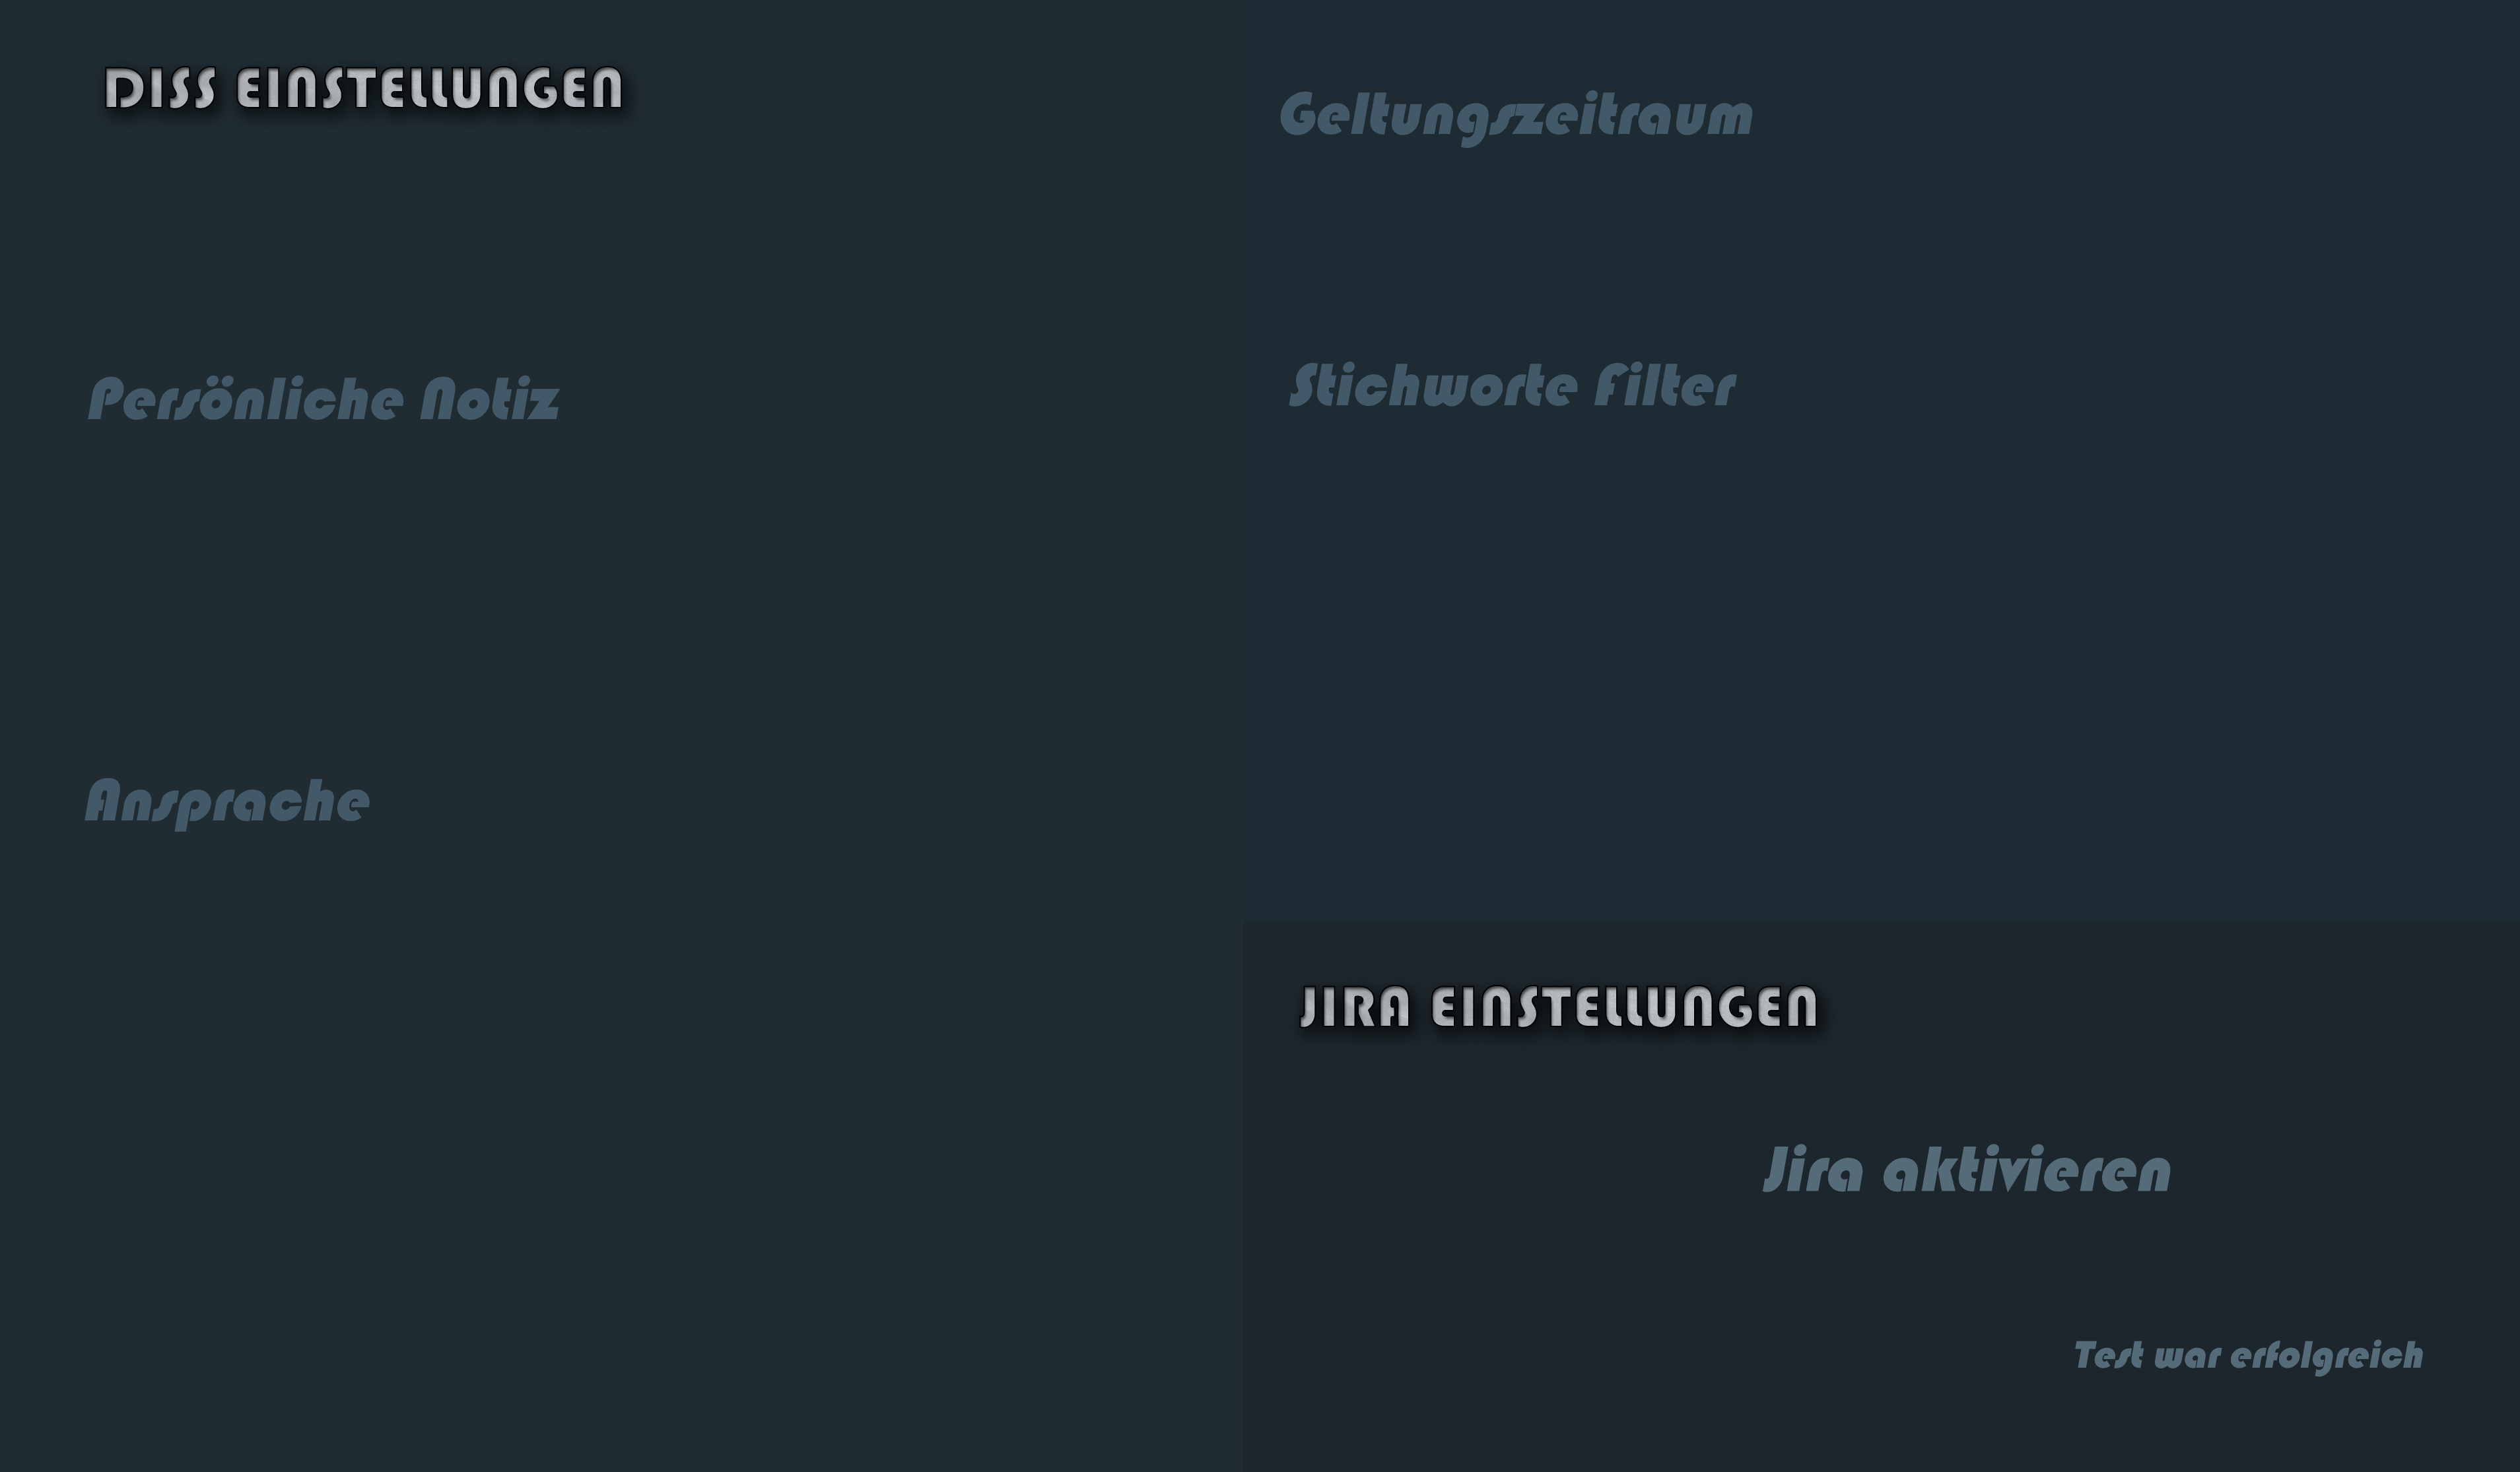 DISS EINSTELLUNGEN
Persönliche Notiz
Ansprache
Geltungszeitraum
Stichworte Filter
JIRA EINSTELLUNGEN
Jira aktivieren
Test war erfolgreich